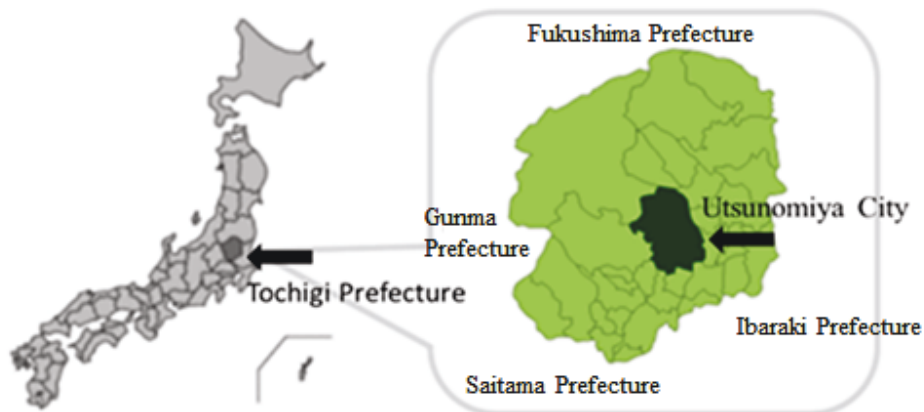 Fukushima Prefecture
Utsunomiya City
Gunma
Prefecture
Tochigi Prefecture
Ibaraki Prefecture
Saitama Prefecture